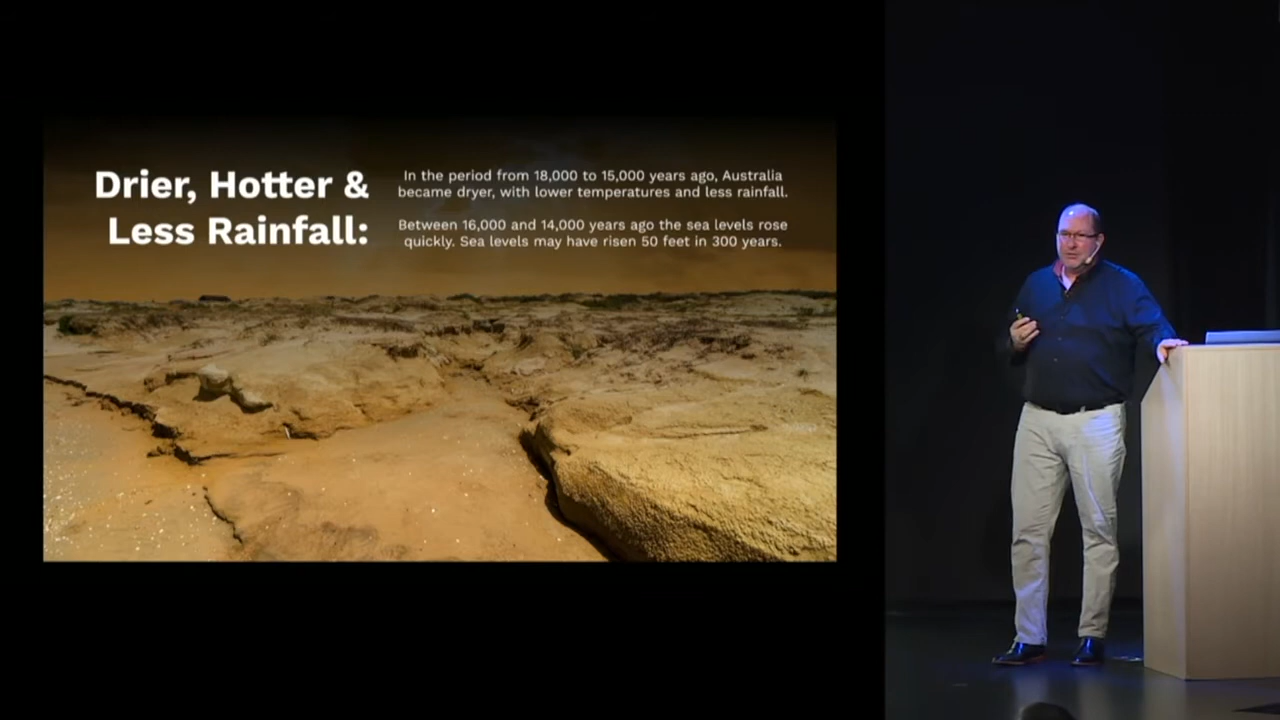 Drier, Hotter &
Less Rainfall:
In the period from 18,000 to 15,000 years ago, Australia
became dryer, with lower temperatures and less rainfall.
Between 16,000 and 14,000 years ago the sea levels rose
quickly. Sea levels may have risen 50 feet in 300 years.